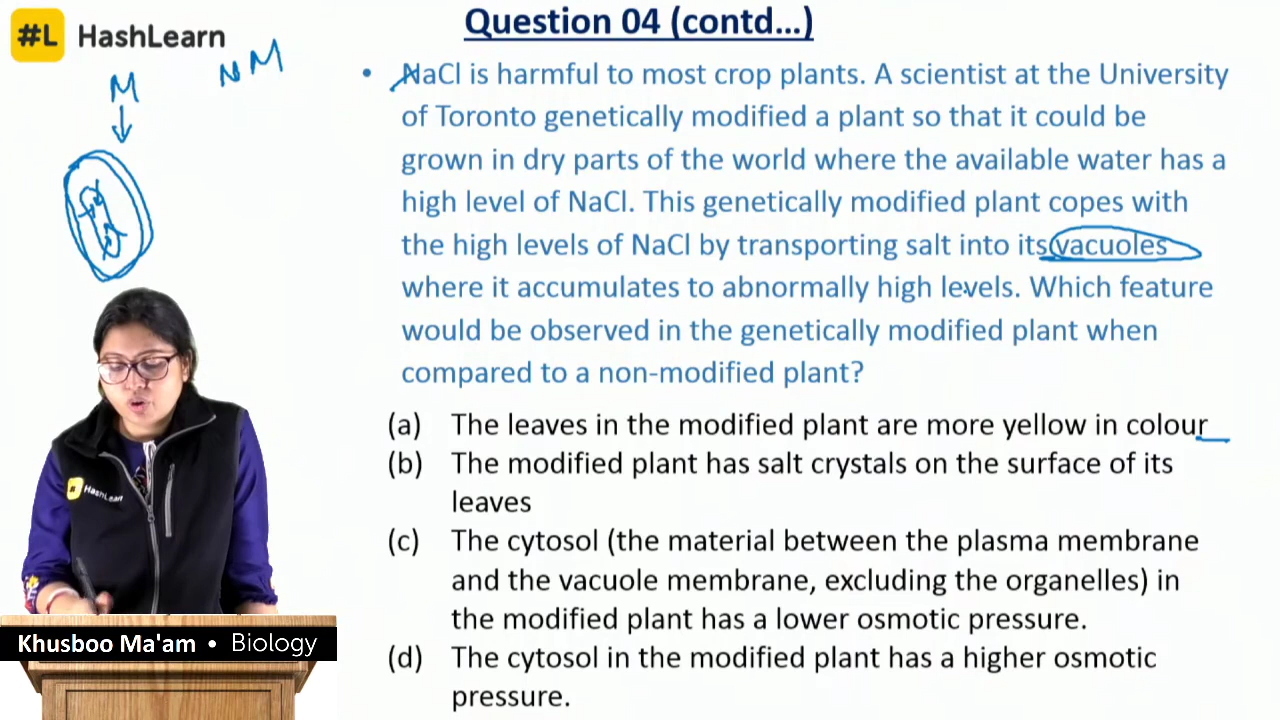 Question 04 (contd...)
#L HashLearn
M NM
• NaCl is harmful to most crop plants. A scientist at the University
of Toronto genetically modified a plant so that it could be
grown in dry parts of the world where the available water has a
high level of NaCl. This genetically modified plant copes with
the high levels of NaCl by transporting salt into its vacuoles
where it accumulates to abnormally high levels. Which feature
would be observed in the genetically modified plant when
compared to a non-modified plant?
(a) The leaves in the modified plant are more yellow in colour
(b) The modified plant has salt crystals on the surface of its
leaves
(c) The cytosol (the material between the plasma membrane
and the vacuole membrane, excluding the organelles) in
the modified plant has a lower osmotic pressure.
(d) The cytosol in the modified plant has a higher osmotic
pressure.
HashLearn
Khusboo Ma'am • Biology